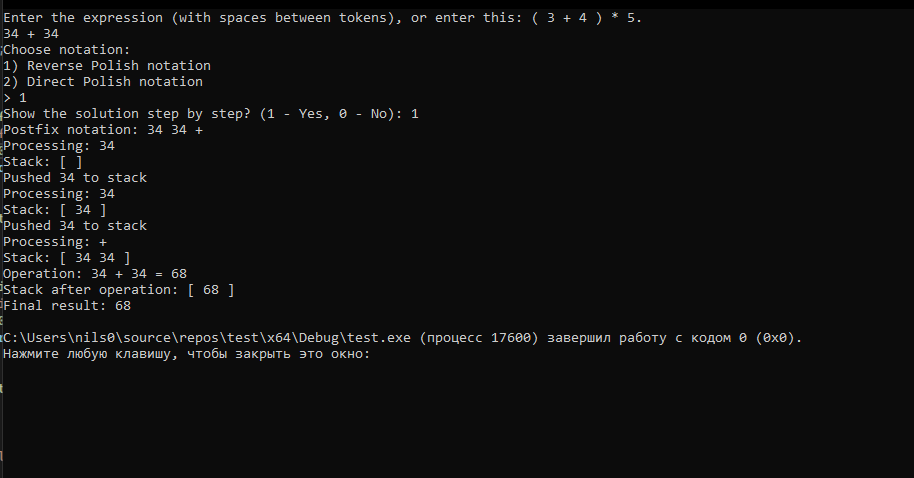 Enter the expression (with spaces between tokens), or enter this: ( 3 + 4 ) * 5.
34 + 34
Choose notation:
1) Reverse Polish notation
2) Direct Polish notation
> 1
Show the solution step by step? (1 - Yes, 0 - No): 1
Postfix notation: 34 34 +
Processing: 34
Stack: [ ]
Pushed 34 to stack
Processing: 34
Stack: [ 34 ]
Pushed 34 to stack
Processing: +
Stack: [ 34 34 ]
Operation: 34 + 34 = 68
Stack after operation: [ 68 ]
Final result: 68
C:\Users\nils0\source\repos\test\x64\Debug\test.exe (процесс 17600) завершил работу с кодом 0 (0x0).
Нажмите любую клавишу, чтобы закрыть это окно: